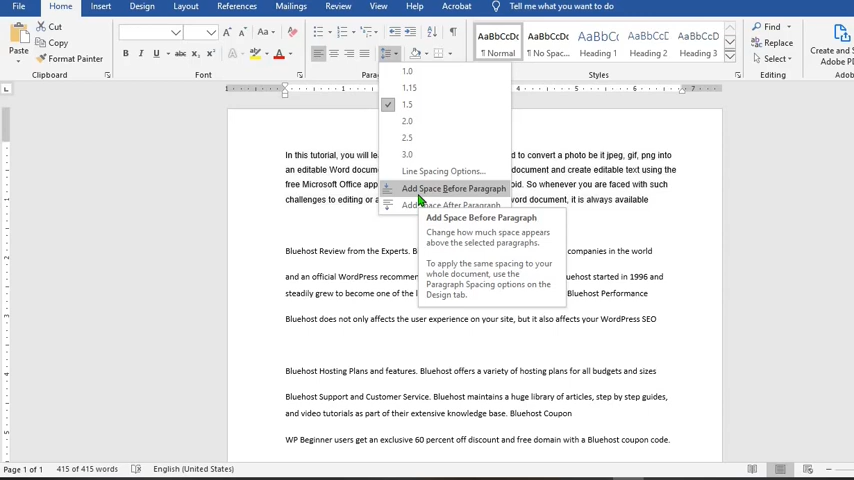 File Home Insert Design Layout References Mailings Review View Help Acrobat Tell me what you want to do
Cut
Copy
Paste
Format Painter
Clipboard
B I U
Font
AaBbCcDc AaBbCcDc AaBbC AaBbCc AaBbCcD
¶ Normal ¶ No Spac... Heading 1 Heading 2 Heading 3
Styles
Find
Replace
Select
Editing
Create and
Adobe PD
1.0
1.15
1.5
2.0
2.5
3.0
Line Spacing Options...
Add Space Before Paragraph
Add Space After Paragraph
Add Space Before Paragraph
Change how much space appears
above the selected paragraphs.
To apply the same spacing to your
whole document, use the
Paragraph Spacing options on the
Design tab.
In this tutorial, you will d to convert a photo be it jpeg, gif, png into
an editable Word document and create editable text using the
free Microsoft Office app So whenever you are faced with such
challenges to editing or a word document, it is always available
Bluehost Review from the Experts. companies in the world
and an official WordPress recommen uehost started in 1996 and
steadily grew to become one of the Bluehost Performance
Bluehost does not only affects the user experience on your site, but it also affects your WordPress SEO
Bluehost Hosting Plans and features. Bluehost offers a variety of hosting plans for all budgets and sizes
Bluehost Support and Customer Service. Bluehost maintains a huge library of articles, step by step guides,
and video tutorials as part of their extensive knowledge base. Bluehost Coupon
WP Beginner users get an exclusive 60 percent off discount and free domain with a Bluehost coupon code.
Page 1 of 1 415 of 415 words English (United States)